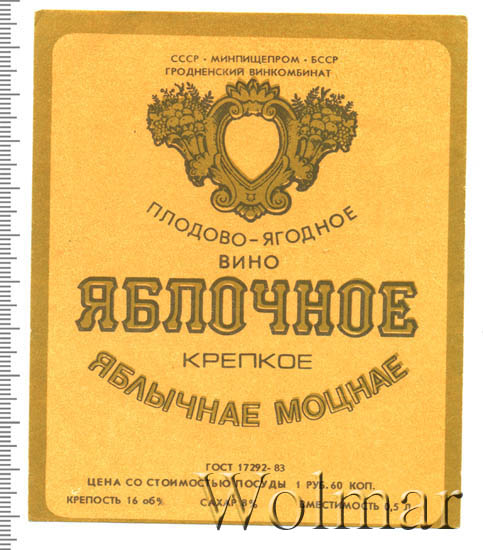 СССР · МИНПИЩЕПРОМ · БССР
ГРОДНЕНСКИЙ ВИНКОМБИНАТ
ПЛОДОВО-ЯГОДНОЕ
ВИНО
ЯБЛОЧНОЕ
КРЕПКОЕ
ЯБЛЫЧНАЕ МОЦНАЕ
ГОСТ 17292-83
ЦЕНА СО СТОИМОСТЬЮ ПОСУДЫ 1 РУБ. 60 КОП.
КРЕПОСТЬ 16 об% САХАР 8% ВМЕСТИМОСТЬ 0,5 Л
Wolmar